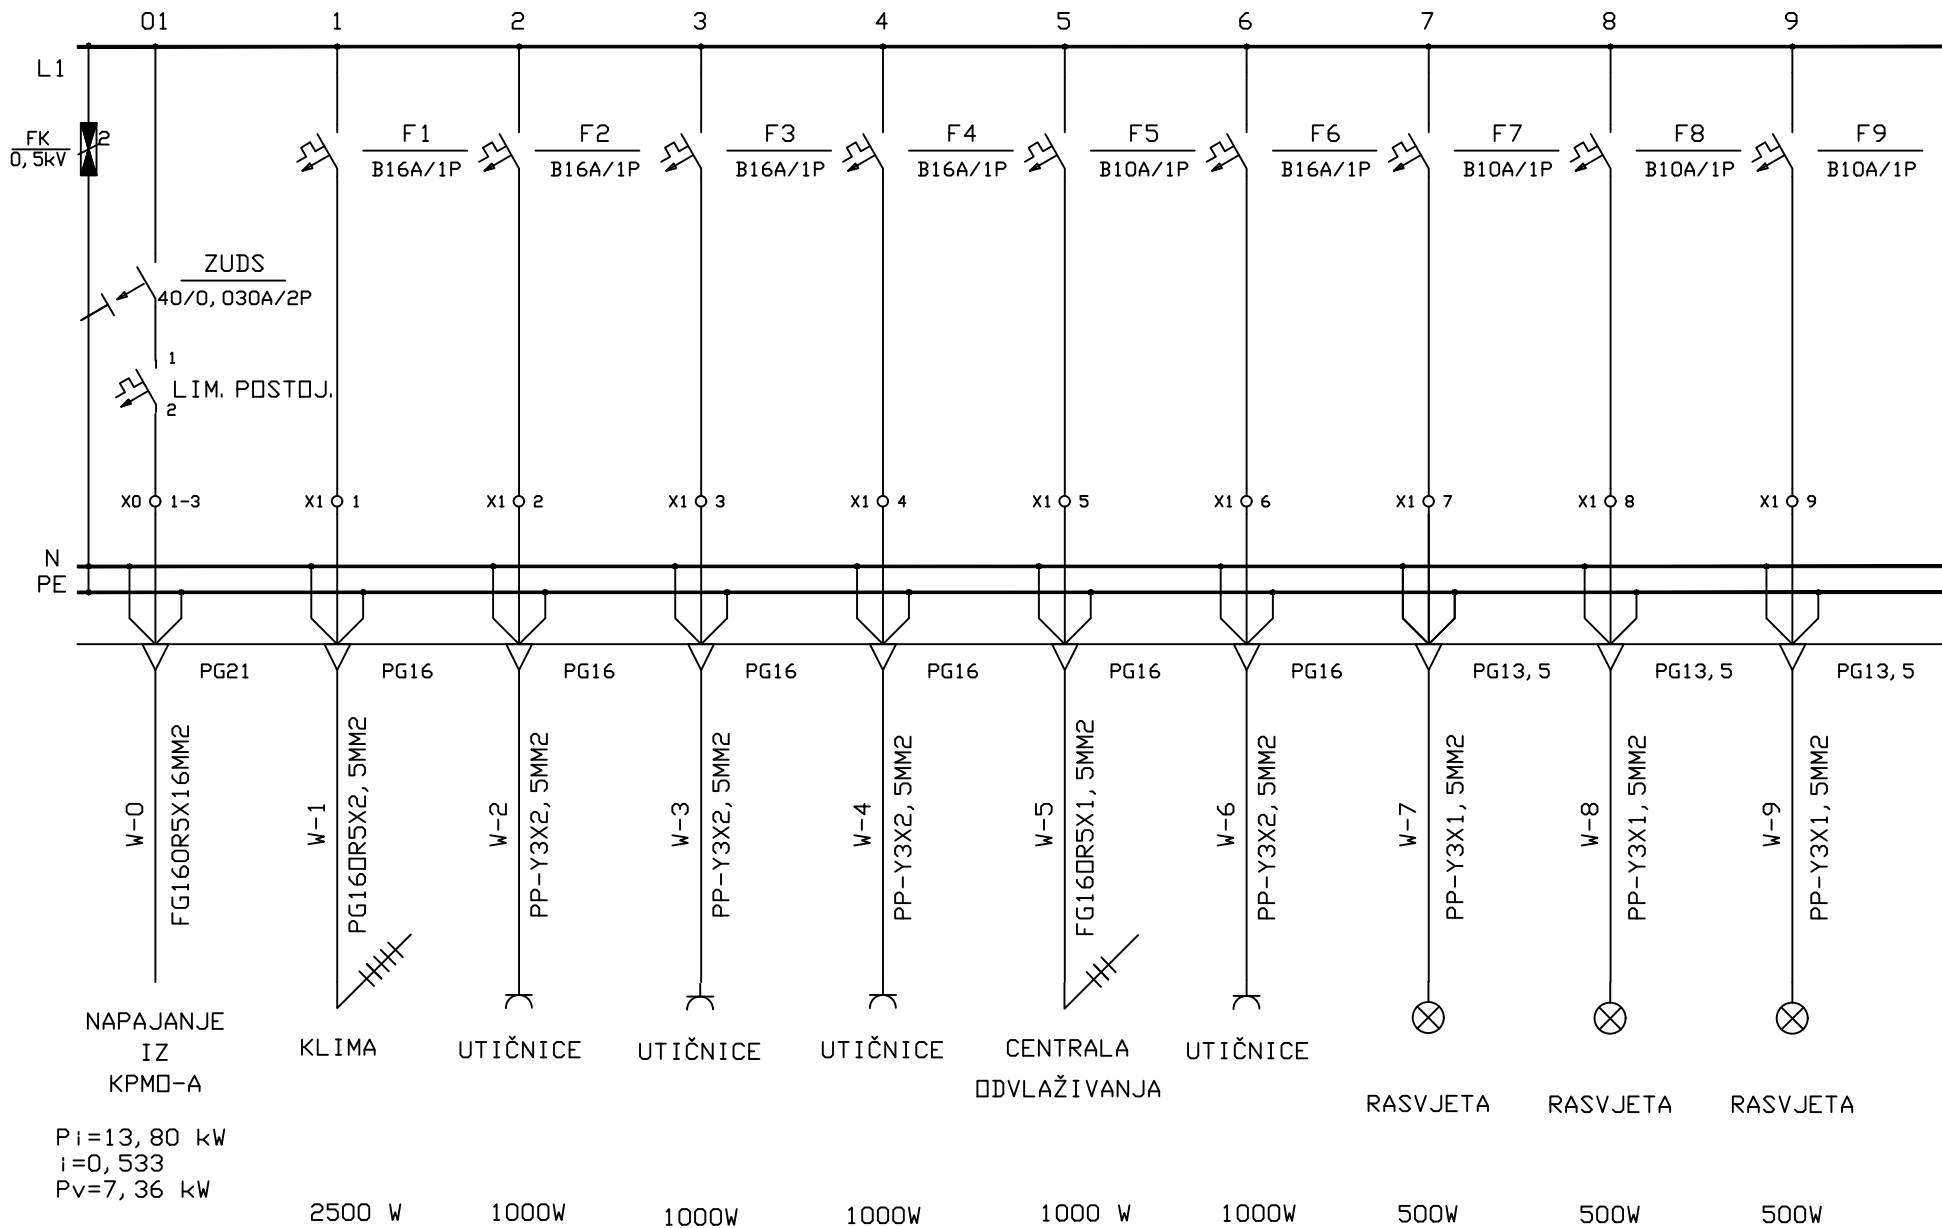 01 1 2 3 4 5 6 7 8 9
L1
FK
0,5kV
2
F1
B16A/1P
F2
B16A/1P
F3
B16A/1P
F4
B16A/1P
F5
B10A/1P
F6
B16A/1P
F7
B10A/1P
F8
B10A/1P
F9
B10A/1P
ZUDS
40/0,030A/2P
1
LIM. POSTOJ.
2
X0 1-3 X1 1 X1 2 X1 3 X1 4 X1 5 X1 6 X1 7 X1 8 X1 9
N
PE
PG21 PG16 PG16 PG16 PG16 PG16 PG16 PG13,5 PG13,5 PG13,5
W-0
FG16OR5X16MM2
W-1
PG16OR5X2,5MM2
W-2
PP-Y3X2,5MM2
W-3
PP-Y3X2,5MM2
W-4
PP-Y3X2,5MM2
W-5
FG16OR5X1,5MM2
W-6
PP-Y3X2,5MM2
W-7
PP-Y3X1,5MM2
W-8
PP-Y3X1,5MM2
W-9
PP-Y3X1,5MM2
NAPAJANJE
IZ
KPMO-A
KLIMA
UTIČNICE
UTIČNICE
UTIČNICE
CENTRALA
ODVLAŽIVANJA
UTIČNICE
RASVJETA
RASVJETA
RASVJETA
Pi=13,80 kW
i=0,533
Pv=7,36 kW
2500 W 1000W 1000W 1000W 1000 W 1000W 500W 500W 500W